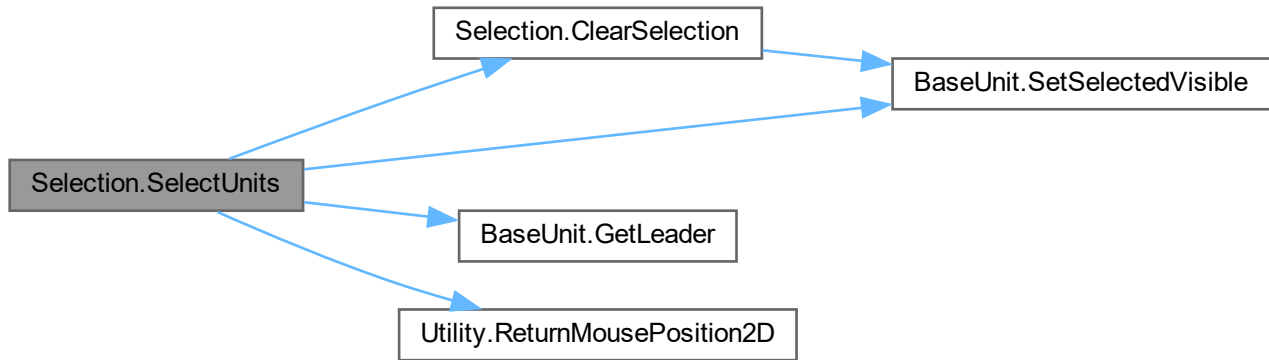 Selection.ClearSelection
BaseUnit.SetSelectedVisible
Selection.SelectUnits
BaseUnit.GetLeader
Utility.ReturnMousePosition2D